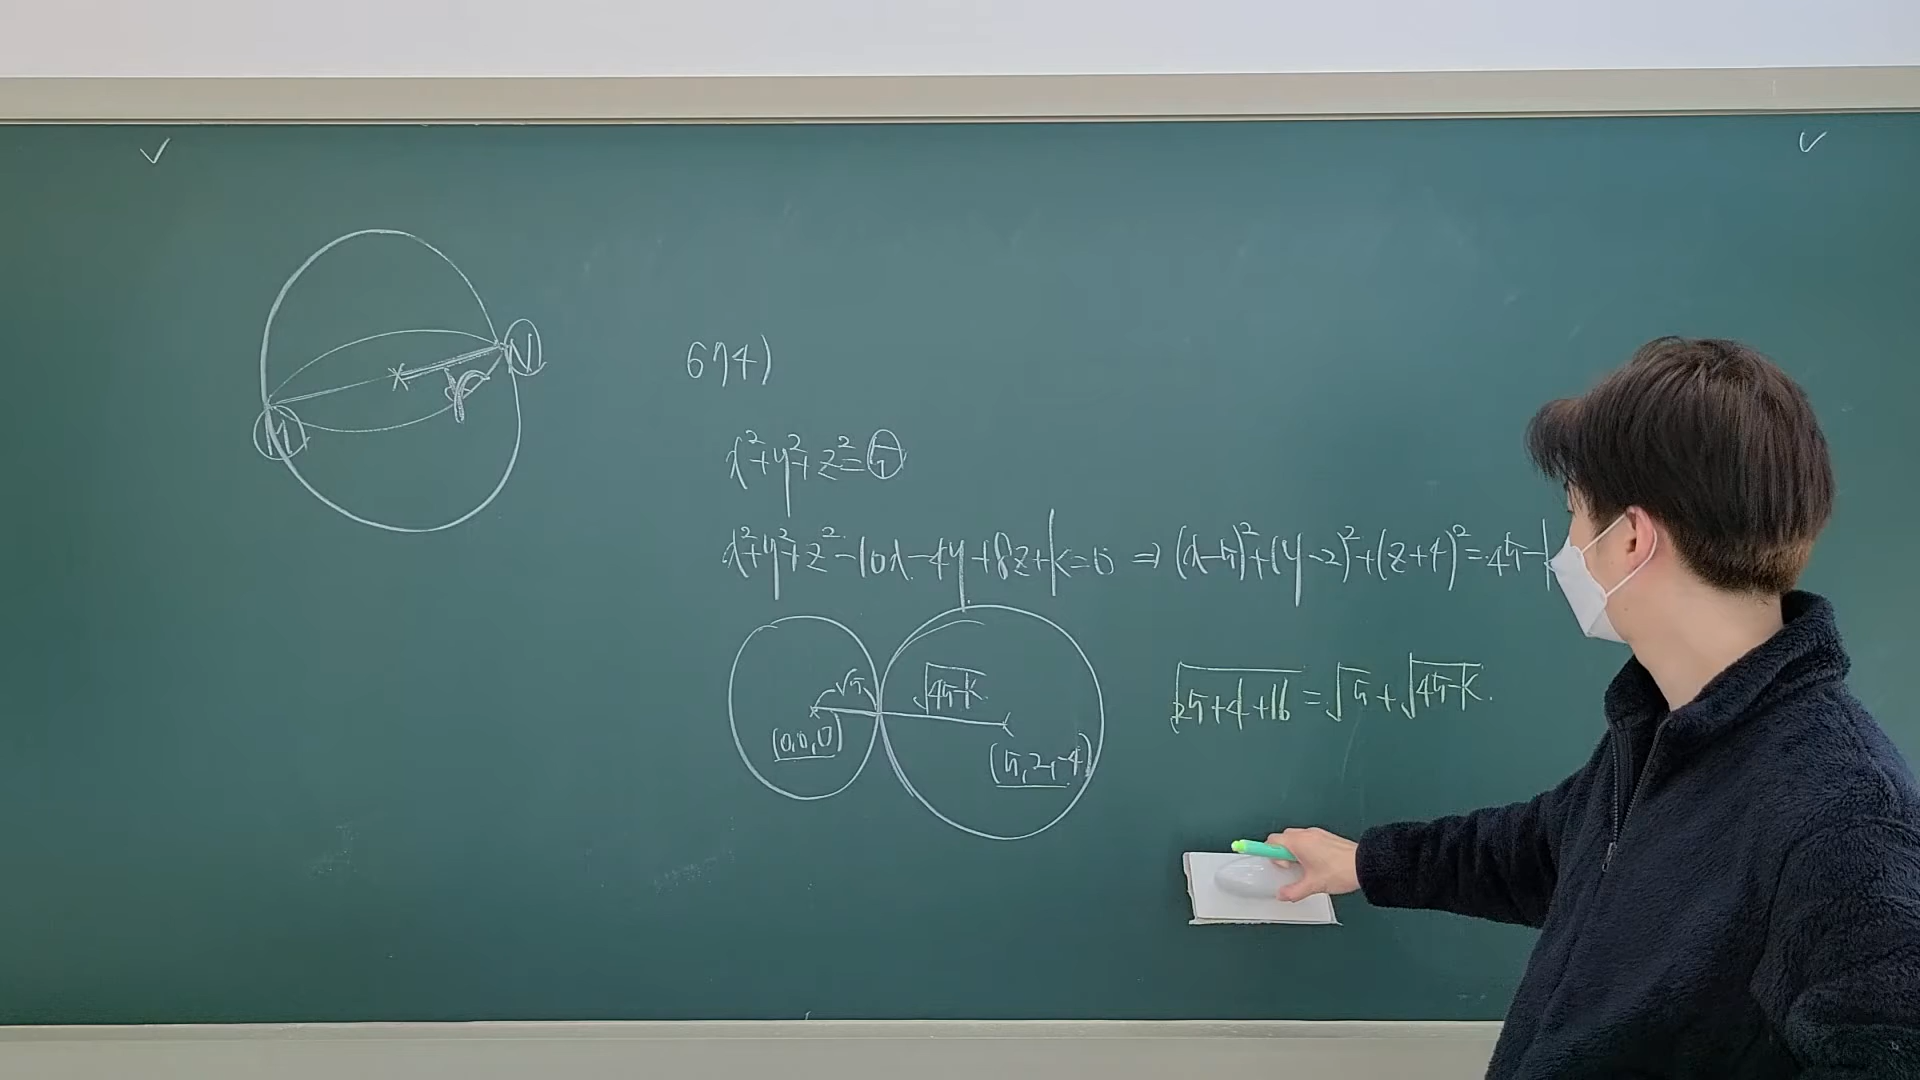 M
N
r
674)
x²+y²+z²=5
x²+y²+z²-10x-4y+8z+k=0 ⇒ (x-5)²+(y-2)²+(z+4)²=45-k
√5
√45-k
(0,0,0)
(5,2,-4)
√25+4+16 = √5 + √45-k.